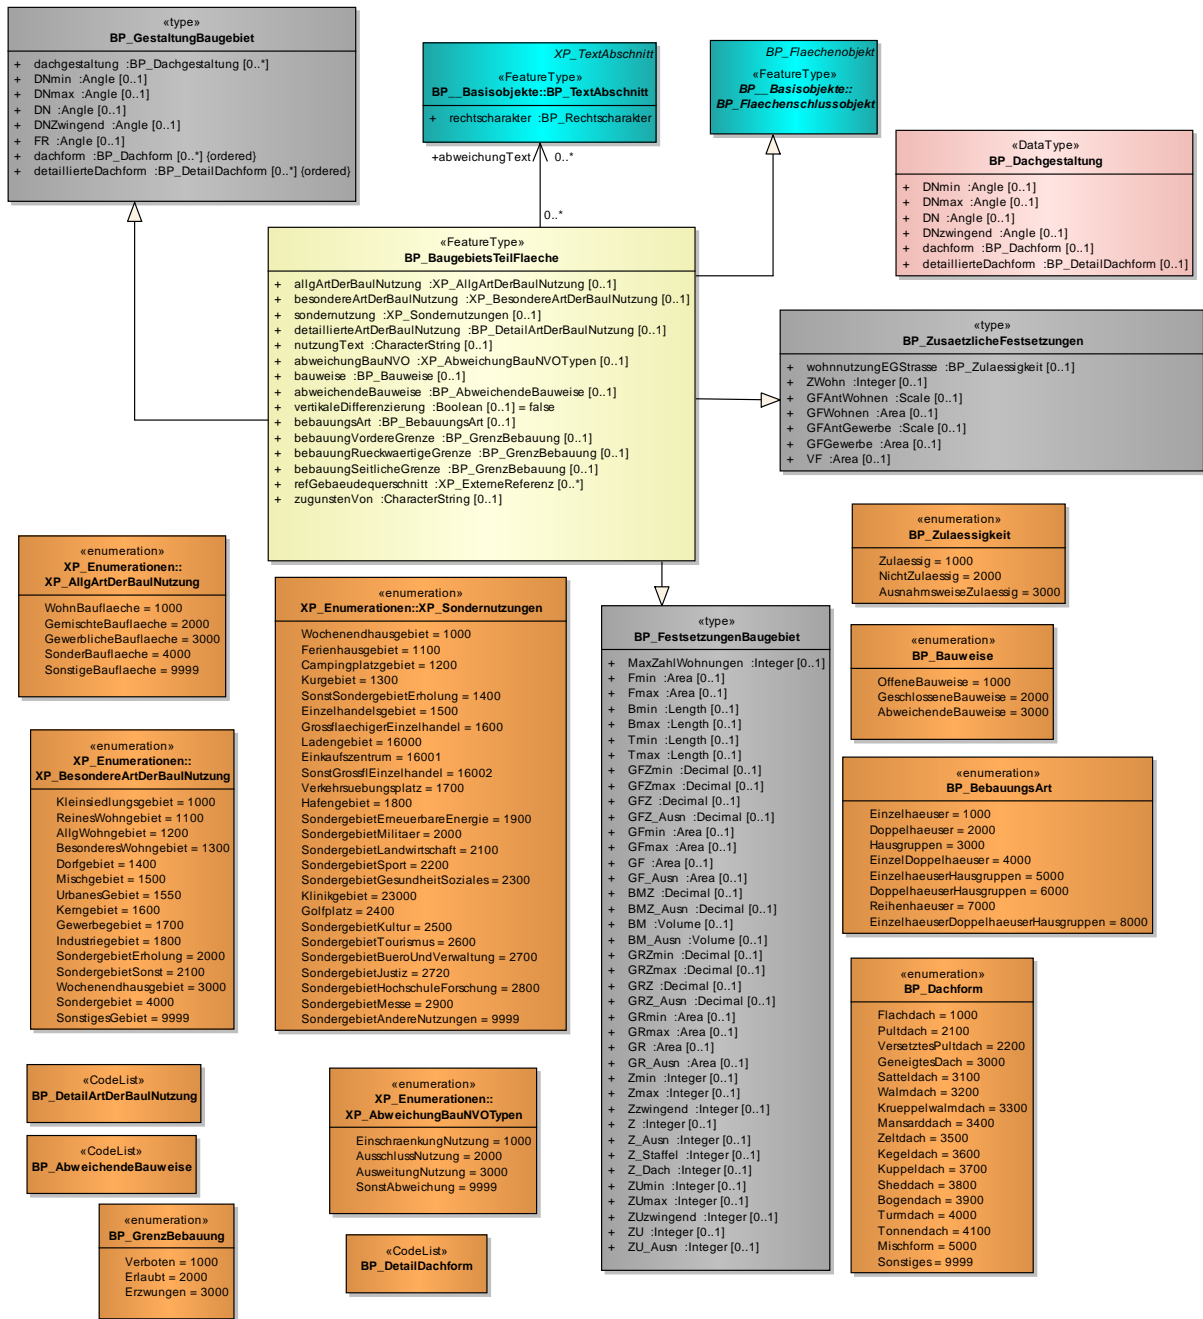 «type»
BP_GestaltungBaugebiet
+ dachgestaltung :BP_Dachgestaltung [0..*]
+ DNmin :Angle [0..1]
+ DNmax :Angle [0..1]
+ DN :Angle [0..1]
+ DNZwingend :Angle [0..1]
+ FR :Angle [0..1]
+ dachform :BP_Dachform [0..*] {ordered}
+ detaillierteDachform :BP_DetailDachform [0..*] {ordered}
XP_TextAbschnitt
«FeatureType»
BP__Basisobjekte::BP_TextAbschnitt
+ rechtscharakter :BP_Rechtscharakter
BP_Flaechenobjekt
«FeatureType»
BP__Basisobjekte::
BP_Flaechenschlussobjekt
+abweichungText 0..*
0..*
«DataType»
BP_Dachgestaltung
+ DNmin :Angle [0..1]
+ DNmax :Angle [0..1]
+ DN :Angle [0..1]
+ DNzwingend :Angle [0..1]
+ dachform :BP_Dachform [0..1]
+ detaillierteDachform :BP_DetailDachform [0..1]
«FeatureType»
BP_BaugebietsTeilFlaeche
+ allgArtDerBaulNutzung :XP_AllgArtDerBaulNutzung [0..1]
+ besondereArtDerBaulNutzung :XP_BesondereArtDerBaulNutzung [0..1]
+ sondernutzung :XP_Sondernutzungen [0..1]
+ detaillierteArtDerBaulNutzung :BP_DetailArtDerBaulNutzung [0..1]
+ nutzungText :CharacterString [0..1]
+ abweichungBauNVO :XP_AbweichungBauNVOTypen [0..1]
+ bauweise :BP_Bauweise [0..1]
+ abweichendeBauweise :BP_AbweichendeBauweise [0..1]
+ vertikaleDifferenzierung :Boolean [0..1] = false
+ bebauungsArt :BP_BebauungsArt [0..1]
+ bebauungVordereGrenze :BP_GrenzBebauung [0..1]
+ bebauungRueckwaertigeGrenze :BP_GrenzBebauung [0..1]
+ bebauungSeitlicheGrenze :BP_GrenzBebauung [0..1]
+ refGebaeudequerschnitt :XP_ExterneReferenz [0..*]
+ zugunstenVon :CharacterString [0..1]
«type»
BP_ZusaetzlicheFestsetzungen
+ wohnnutzungEGStrasse :BP_Zulaessigkeit [0..1]
+ ZWohn :Integer [0..1]
+ GFAntWohnen :Scale [0..1]
+ GFWohnen :Area [0..1]
+ GFAntGewerbe :Scale [0..1]
+ GFGewerbe :Area [0..1]
+ VF :Area [0..1]
«enumeration»
XP_Enumerationen::
XP_AllgArtDerBaulNutzung
WohnBauflaeche = 1000
GemischteBauflaeche = 2000
GewerblicheBauflaeche = 3000
SonderBauflaeche = 4000
SonstigeBauflaeche = 9999
«enumeration»
XP_Enumerationen::XP_Sondernutzungen
Wochenendhausgebiet = 1000
Ferienhausgebiet = 1100
Campingplatzgebiet = 1200
Kurgebiet = 1300
SonstSondergebietErholung = 1400
Einzelhandelsgebiet = 1500
GrossflaechigerEinzelhandel = 1600
Ladengebiet = 16000
Einkaufszentrum = 16001
SonstGrossflEinzelhandel = 16002
Verkehrsuebungsplatz = 1700
Hafengebiet = 1800
SondergebietErneuerbareEnergie = 1900
SondergebietMilitaer = 2000
SondergebietLandwirtschaft = 2100
SondergebietSport = 2200
SondergebietGesundheitSoziales = 2300
Klinikgebiet = 23000
Golfplatz = 2400
SondergebietKultur = 2500
SondergebietTourismus = 2600
SondergebietBueroUndVerwaltung = 2700
SondergebietJustiz = 2720
SondergebietHochschuleForschung = 2800
SondergebietMesse = 2900
SondergebietAndereNutzungen = 9999
«type»
BP_FestsetzungenBaugebiet
+ MaxZahlWohnungen :Integer [0..1]
+ Fmin :Area [0..1]
+ Fmax :Area [0..1]
+ Bmin :Length [0..1]
+ Bmax :Length [0..1]
+ Tmin :Length [0..1]
+ Tmax :Length [0..1]
+ GFZmin :Decimal [0..1]
+ GFZmax :Decimal [0..1]
+ GFZ :Decimal [0..1]
+ GFZ_Ausn :Decimal [0..1]
+ GFmin :Area [0..1]
+ GFmax :Area [0..1]
+ GF :Area [0..1]
+ GF_Ausn :Area [0..1]
+ BMZ :Decimal [0..1]
+ BMZ_Ausn :Decimal [0..1]
+ BM :Volume [0..1]
+ BM_Ausn :Volume [0..1]
+ GRZmin :Decimal [0..1]
+ GRZmax :Decimal [0..1]
+ GRZ :Decimal [0..1]
+ GRZ_Ausn :Decimal [0..1]
+ GRmin :Area [0..1]
+ GRmax :Area [0..1]
+ GR :Area [0..1]
+ GR_Ausn :Area [0..1]
+ Zmin :Integer [0..1]
+ Zmax :Integer [0..1]
+ Zzwingend :Integer [0..1]
+ Z :Integer [0..1]
+ Z_Ausn :Integer [0..1]
+ Z_Staffel :Integer [0..1]
+ Z_Dach :Integer [0..1]
+ ZUmin :Integer [0..1]
+ ZUmax :Integer [0..1]
+ ZUzwingend :Integer [0..1]
+ ZU :Integer [0..1]
+ ZU_Ausn :Integer [0..1]
«enumeration»
BP_Zulaessigkeit
Zulaessig = 1000
NichtZulaessig = 2000
AusnahmsweiseZulaessig = 3000
«enumeration»
BP_Bauweise
OffeneBauweise = 1000
GeschlosseneBauweise = 2000
AbweichendeBauweise = 3000
«enumeration»
XP_Enumerationen::
XP_BesondereArtDerBaulNutzung
Kleinsiedlungsgebiet = 1000
ReinesWohngebiet = 1100
AllgWohngebiet = 1200
BesonderesWohngebiet = 1300
Dorfgebiet = 1400
Mischgebiet = 1500
UrbanesGebiet = 1550
Kerngebiet = 1600
Gewerbegebiet = 1700
Industriegebiet = 1800
SondergebietErholung = 2000
SondergebietSonst = 2100
Wochenendhausgebiet = 3000
Sondergebiet = 4000
SonstigesGebiet = 9999
«enumeration»
BP_BebauungsArt
Einzelhaeuser = 1000
Doppelhaeuser = 2000
Hausgruppen = 3000
EinzelDoppelhaeuser = 4000
EinzelhaeuserHausgruppen = 5000
DoppelhaeuserHausgruppen = 6000
Reihenhaeuser = 7000
EinzelhaeuserDoppelhaeuserHausgruppen = 8000
«enumeration»
BP_Dachform
Flachdach = 1000
Pultdach = 2100
VersetztesPultdach = 2200
GeneigtesDach = 3000
Satteldach = 3100
Walmdach = 3200
Krueppelwalmdach = 3300
Mansarddach = 3400
Zeltdach = 3500
Kegeldach = 3600
Kuppeldach = 3700
Sheddach = 3800
Bogendach = 3900
Turmdach = 4000
Tonnendach = 4100
Mischform = 5000
Sonstiges = 9999
«CodeList»
BP_DetailArtDerBaulNutzung
«CodeList»
BP_AbweichendeBauweise
«enumeration»
XP_Enumerationen::
XP_AbweichungBauNVOTypen
EinschraenkungNutzung = 1000
AusschlussNutzung = 2000
AusweitungNutzung = 3000
SonstAbweichung = 9999
«enumeration»
BP_GrenzBebauung
Verboten = 1000
Erlaubt = 2000
Erzwungen = 3000
«CodeList»
BP_DetailDachform